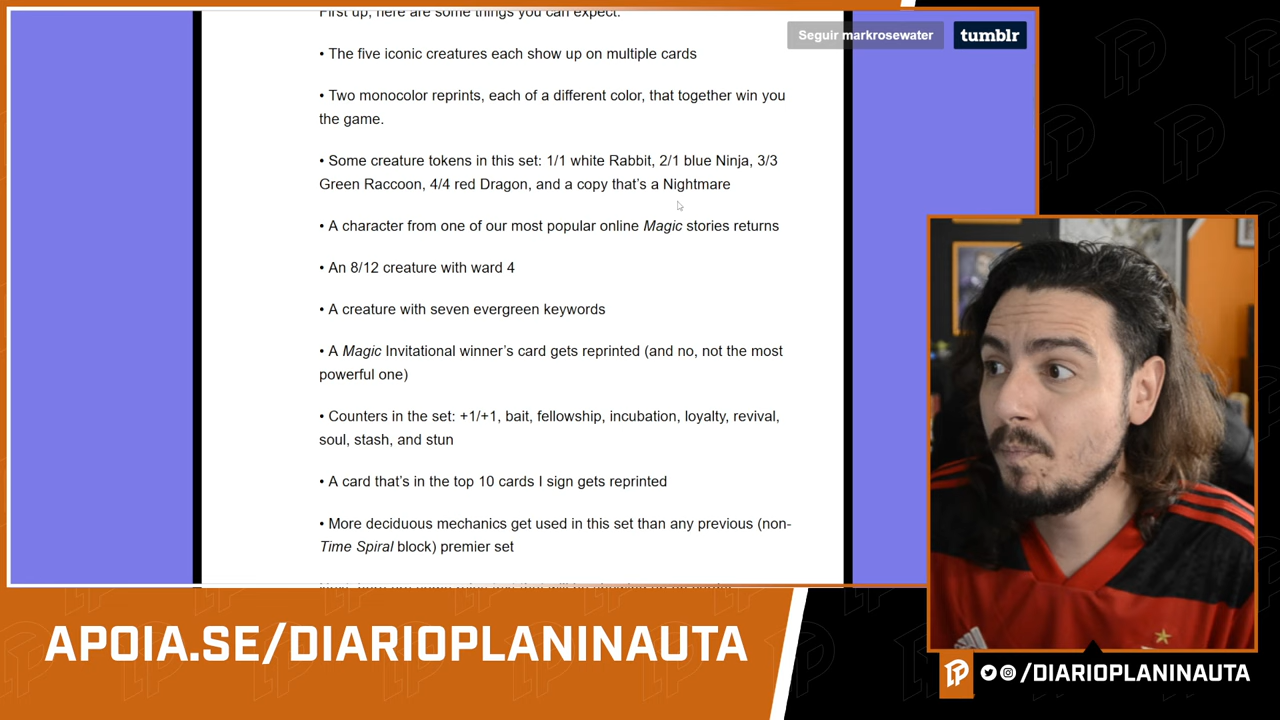 First up, here are some things you can expect:
Seguir markrosewater
tumblr
• The five iconic creatures each show up on multiple cards
• Two monocolor reprints, each of a different color, that together win you
the game.
• Some creature tokens in this set: 1/1 white Rabbit, 2/1 blue Ninja, 3/3
Green Raccoon, 4/4 red Dragon, and a copy that's a Nightmare
• A character from one of our most popular online Magic stories returns
• An 8/12 creature with ward 4
• A creature with seven evergreen keywords
• A Magic Invitational winner's card gets reprinted (and no, not the most
powerful one)
• Counters in the set: +1/+1, bait, fellowship, incubation, loyalty, revival,
soul, stash, and stun
• A card that's in the top 10 cards I sign gets reprinted
• More deciduous mechanics get used in this set than any previous (non-
Time Spiral block) premier set
APOIA.SE/DIARIOPLANINAUTA
/DIARIOPLANINAUTA